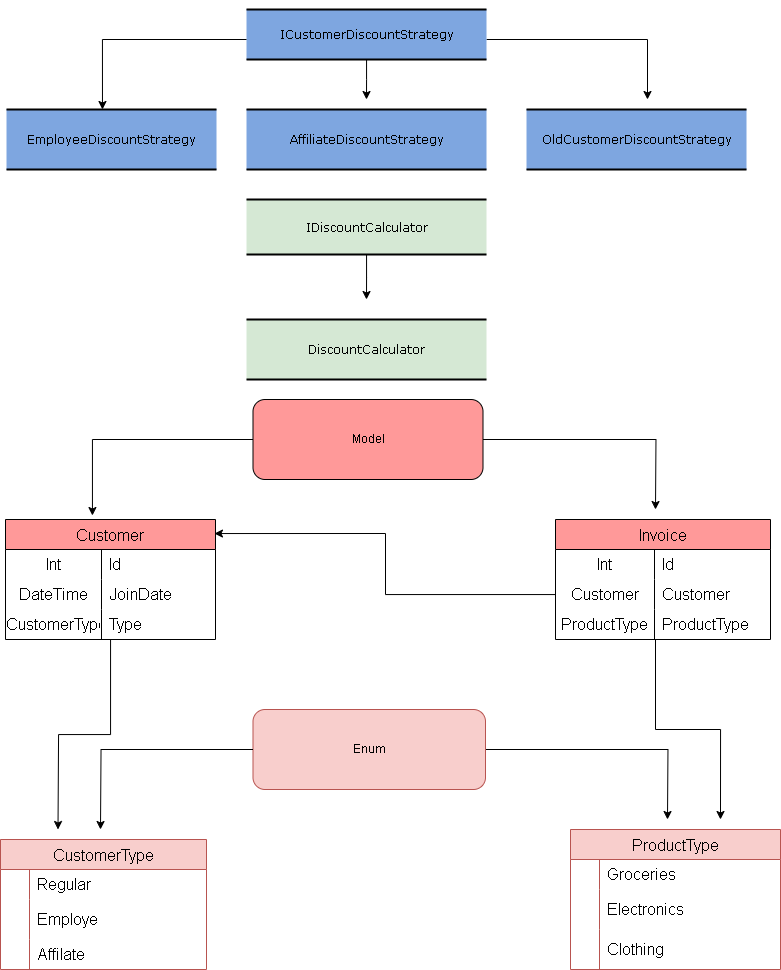 ICustomerDiscountStrategy
EmployeeDiscountStrategy
AffiliateDiscountStrategy
OldCustomerDiscountStrategy
IDiscountCalculator
DiscountCalculator
Model
Customer
Int Id
DateTime JoinDate
CustomerTyp Type
Invoice
Int Id
Customer Customer
ProductType ProductType
Enum
CustomerType
Regular
Employe
Affilate
ProductType
Groceries
Electronics
Clothing